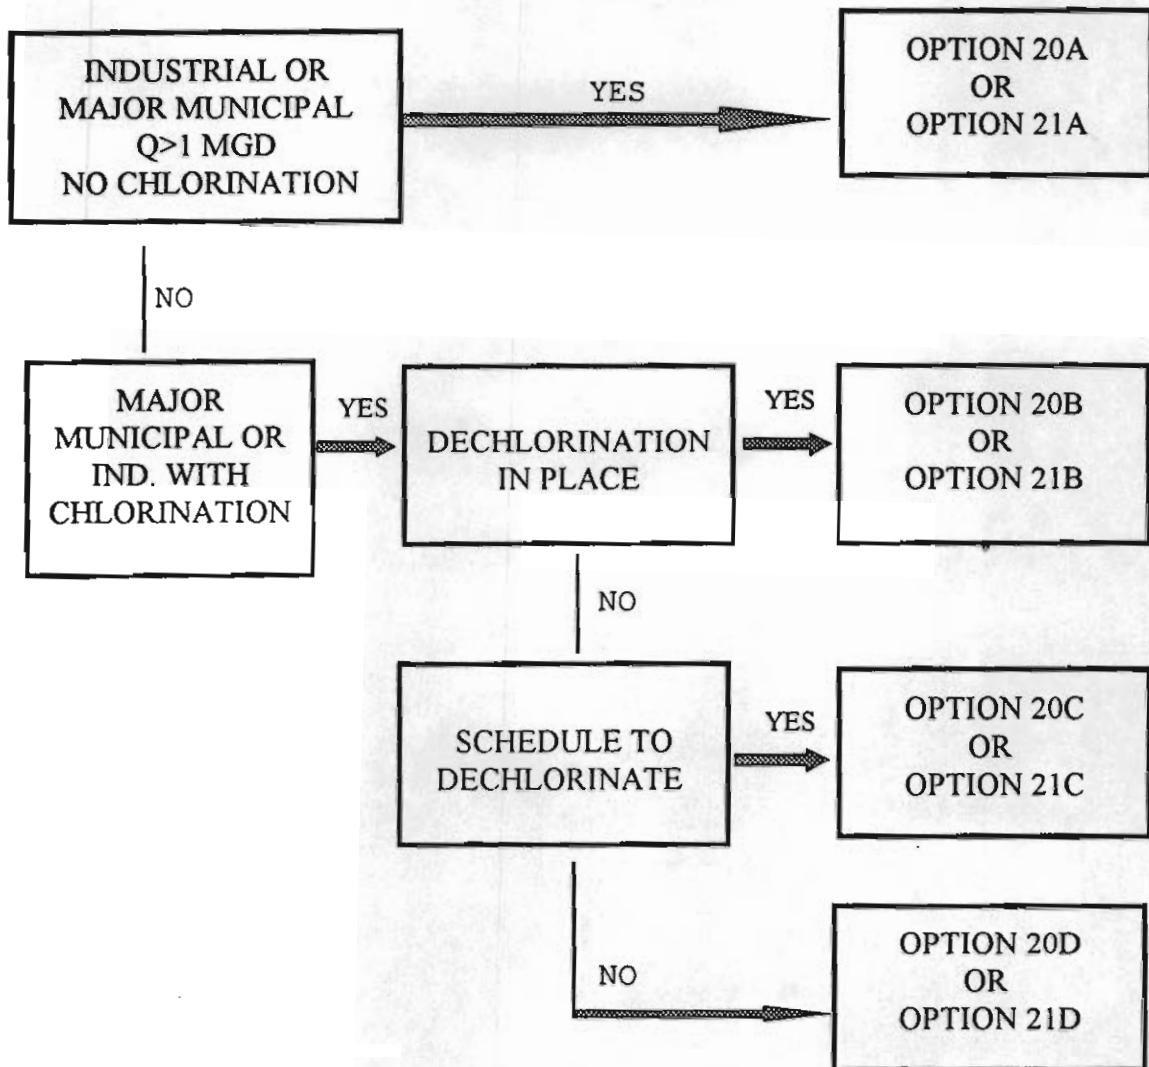 INDUSTRIAL OR
MAJOR MUNICIPAL
Q>1 MGD
NO CHLORINATION
YES
OPTION 20A
OR
OPTION 21A
NO
MAJOR
MUNICIPAL OR
IND. WITH
CHLORINATION
YES
DECHLORINATION
IN PLACE
YES
OPTION 20B
OR
OPTION 21B
NO
SCHEDULE TO
DECHLORINATE
YES
OPTION 20C
OR
OPTION 21C
NO
OPTION 20D
OR
OPTION 21D